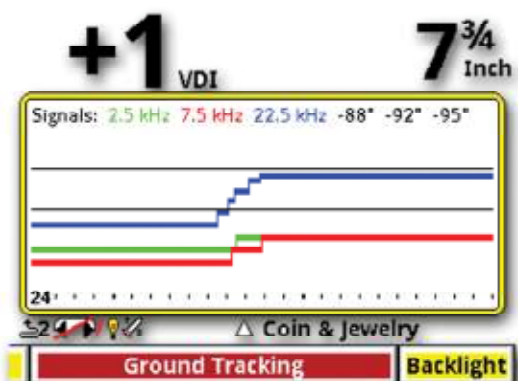 +1 VDI 7¾ Inch
Signals: 2.5 kHz 7.5 kHz 22.5 kHz -88° -92° -95°
24
2 Coin & Jewelry
Ground Tracking Backlight